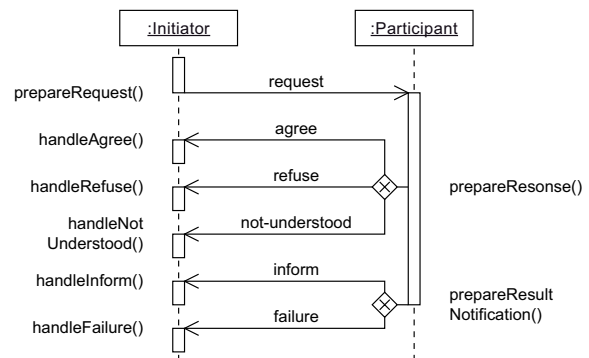 :Initiator
:Participant
request
prepareRequest()
agree
handleAgree()
refuse
handleRefuse()
prepareResonse()
not-understood
handleNot
Understood()
inform
handleInform()
prepareResult
Notification()
failure
handleFailure()